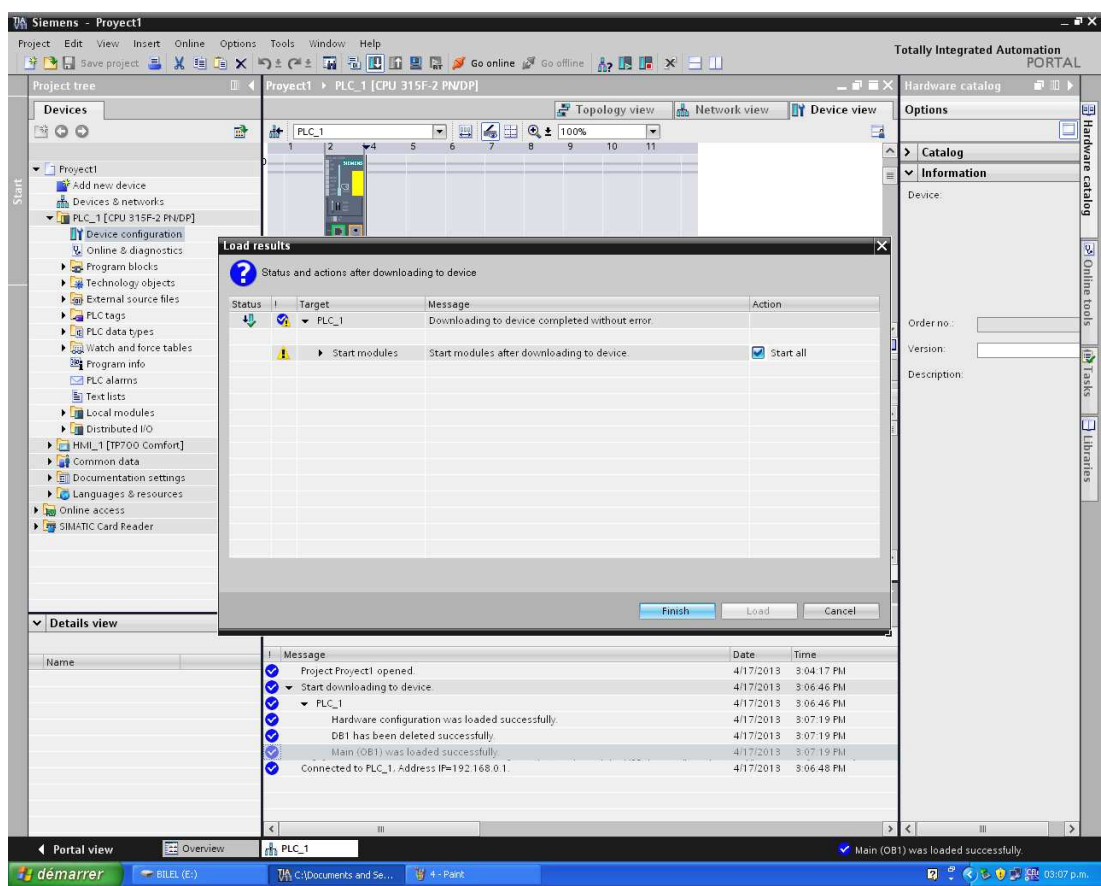 Siemens - Proyect1
Project Edit View Insert Online Options Tools Window Help
Save project Go online Go offline
Totally Integrated Automation
PORTAL
Project tree
Proyect1 PLC_1 [CPU 315F-2 PN/DP]
Hardware catalog
Devices
Topology view Network view Device view
Options
PLC_1 100%
1 2 4 5 6 7 8 9 10 11
Catalog
Information
Device:
Order no.:
Version:
Description:
Start
Proyect1
Add new device
Devices & networks
PLC_1 [CPU 315F-2 PN/DP]
Device configuration
Online & diagnostics
Program blocks
Technology objects
External source files
PLC tags
PLC data types
Watch and force tables
Program info
PLC alarms
Text lists
Local modules
Distributed I/O
HMI_1 [TP700 Comfort]
Common data
Documentation settings
Languages & resources
Online access
SIMATIC Card Reader
SIEMENS
Load results
Status and actions after downloading to device
Status ! Target Message Action
PLC_1 Downloading to device completed without error.
Start modules Start modules after downloading to device. Start all
Finish Load Cancel
Hardware catalog
Online tools
Tasks
Libraries
Details view
Name
! Message Date Time
Project Proyect1 opened. 4/17/2013 3:04:17 PM
Start downloading to device. 4/17/2013 3:06:46 PM
PLC_1 4/17/2013 3:06:46 PM
Hardware configuration was loaded successfully. 4/17/2013 3:07:19 PM
DB1 has been deleted successfully. 4/17/2013 3:07:19 PM
Main (OB1) was loaded successfully. 4/17/2013 3:07:19 PM
Connected to PLC_1. Address IP=192.168.0.1. 4/17/2013 3:06:48 PM
Portal view Overview PLC_1 Main (OB1) was loaded successfully.
démarrer BILEL (E:) C:\Documents and Se... 4 - Paint 03:07 p.m.